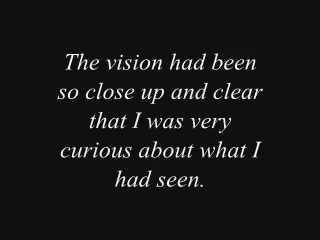 The vision had been
so close up and clear
that I was very
curious about what I
had seen.